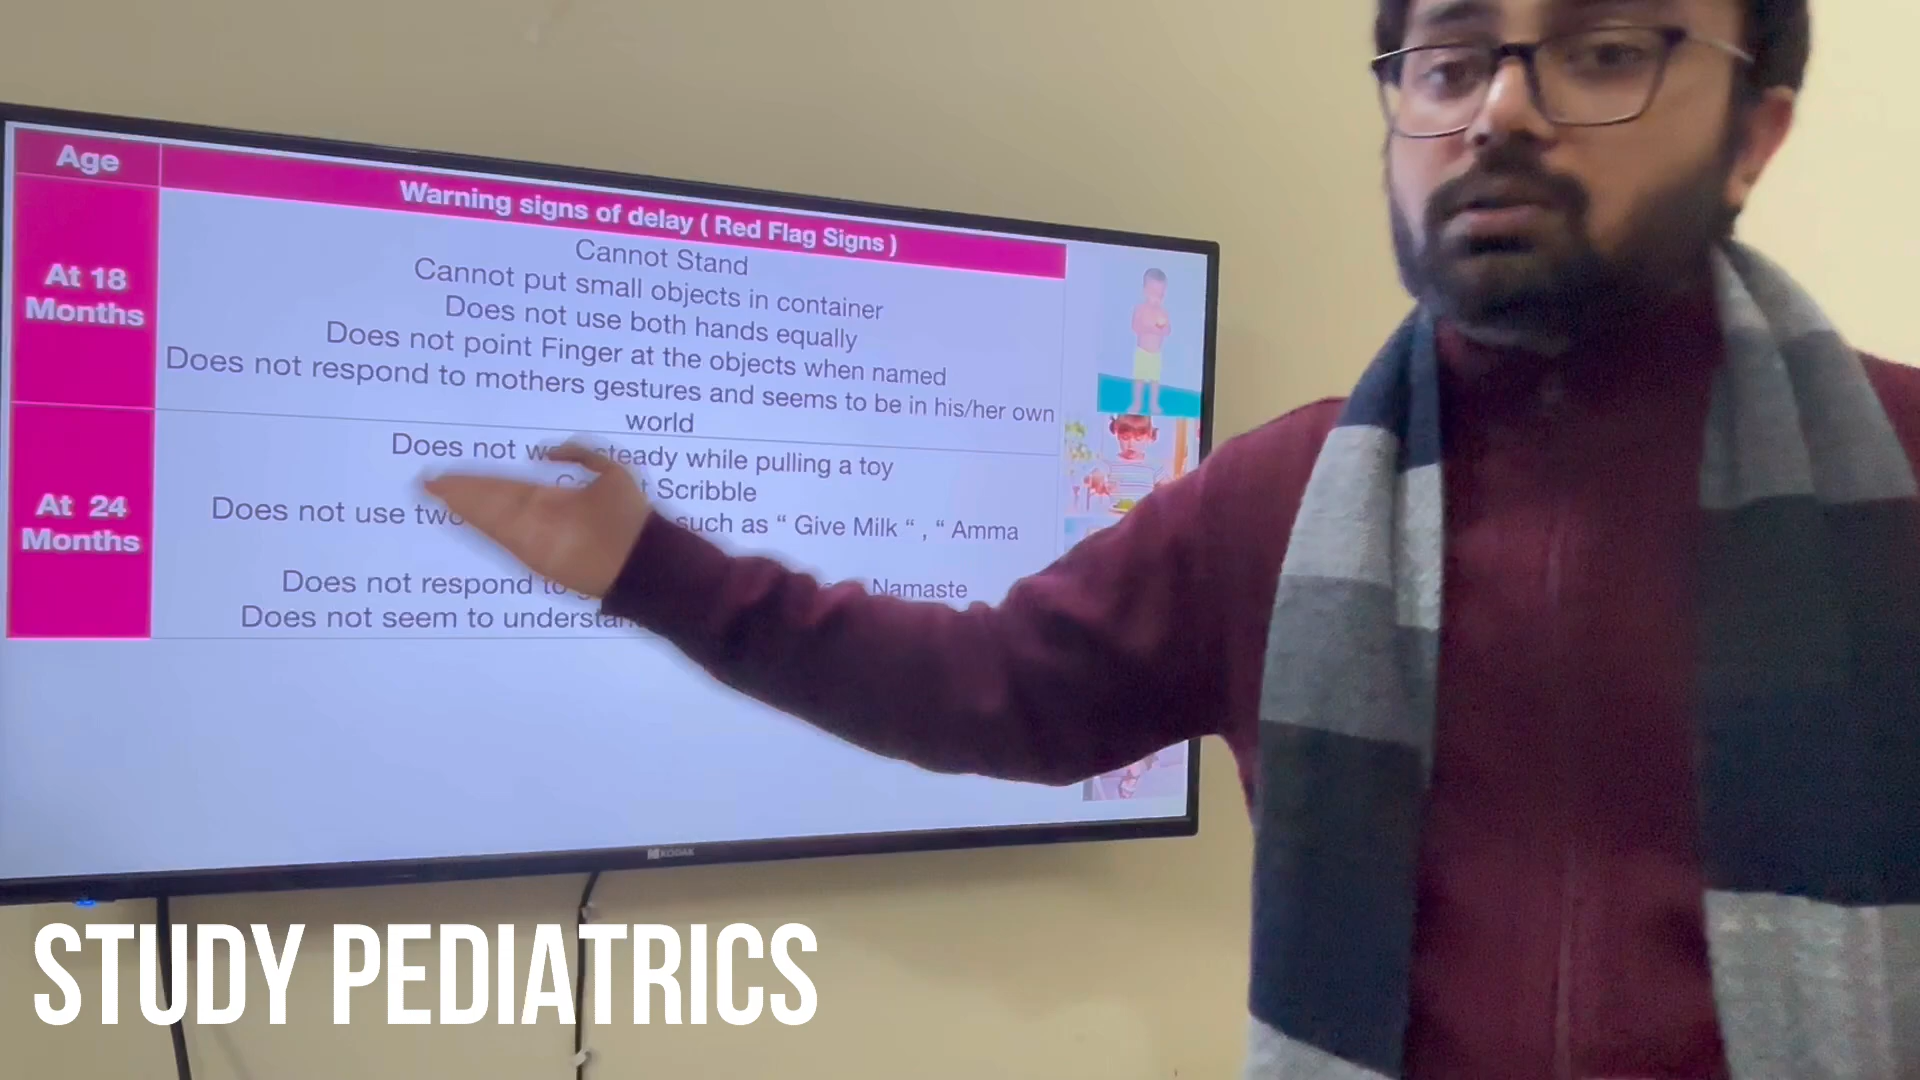 Age
Warning signs of delay ( Red Flag Signs )
At 18
Months
Cannot Stand
Cannot put small objects in container
Does not use both hands equally
Does not point Finger at the objects when named
Does not respond to mothers gestures and seems to be in his/her own
world
At 24
Months
Does not steady while pulling a toy
Scribble
Does not use two such as “ Give Milk “ , “ Amma
Does not respond to Namaste
Does not seem to understand
KODAK
STUDY PEDIATRICS